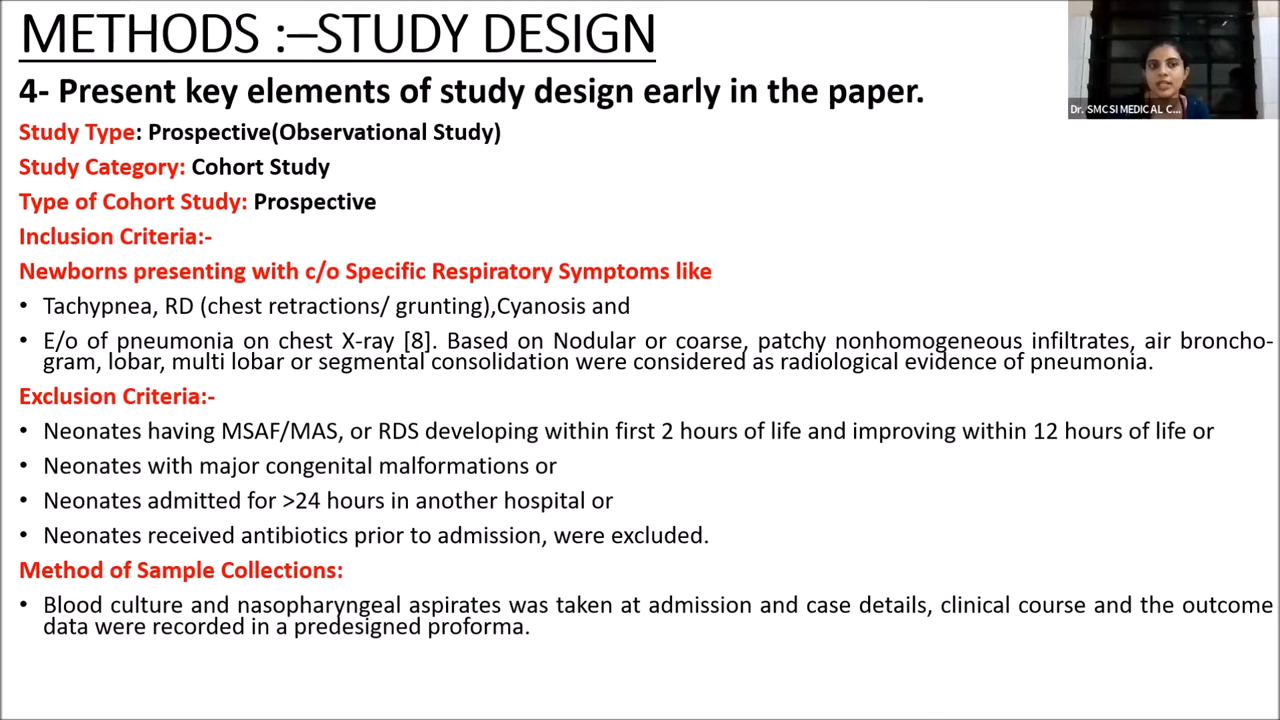 METHODS :–STUDY DESIGN
Dr. SMCSI MEDICAL C...
4- Present key elements of study design early in the paper.
Study Type: Prospective(Observational Study)
Study Category: Cohort Study
Type of Cohort Study: Prospective
Inclusion Criteria:-
Newborns presenting with c/o Specific Respiratory Symptoms like
• Tachypnea, RD (chest retractions/ grunting),Cyanosis and
• E/o of pneumonia on chest X-ray [8]. Based on Nodular or coarse, patchy nonhomogeneous infiltrates, air broncho-
gram, lobar, multi lobar or segmental consolidation were considered as radiological evidence of pneumonia.
Exclusion Criteria:-
• Neonates having MSAF/MAS, or RDS developing within first 2 hours of life and improving within 12 hours of life or
• Neonates with major congenital malformations or
• Neonates admitted for >24 hours in another hospital or
• Neonates received antibiotics prior to admission, were excluded.
Method of Sample Collections:
• Blood culture and nasopharyngeal aspirates was taken at admission and case details, clinical course and the outcome
data were recorded in a predesigned proforma.